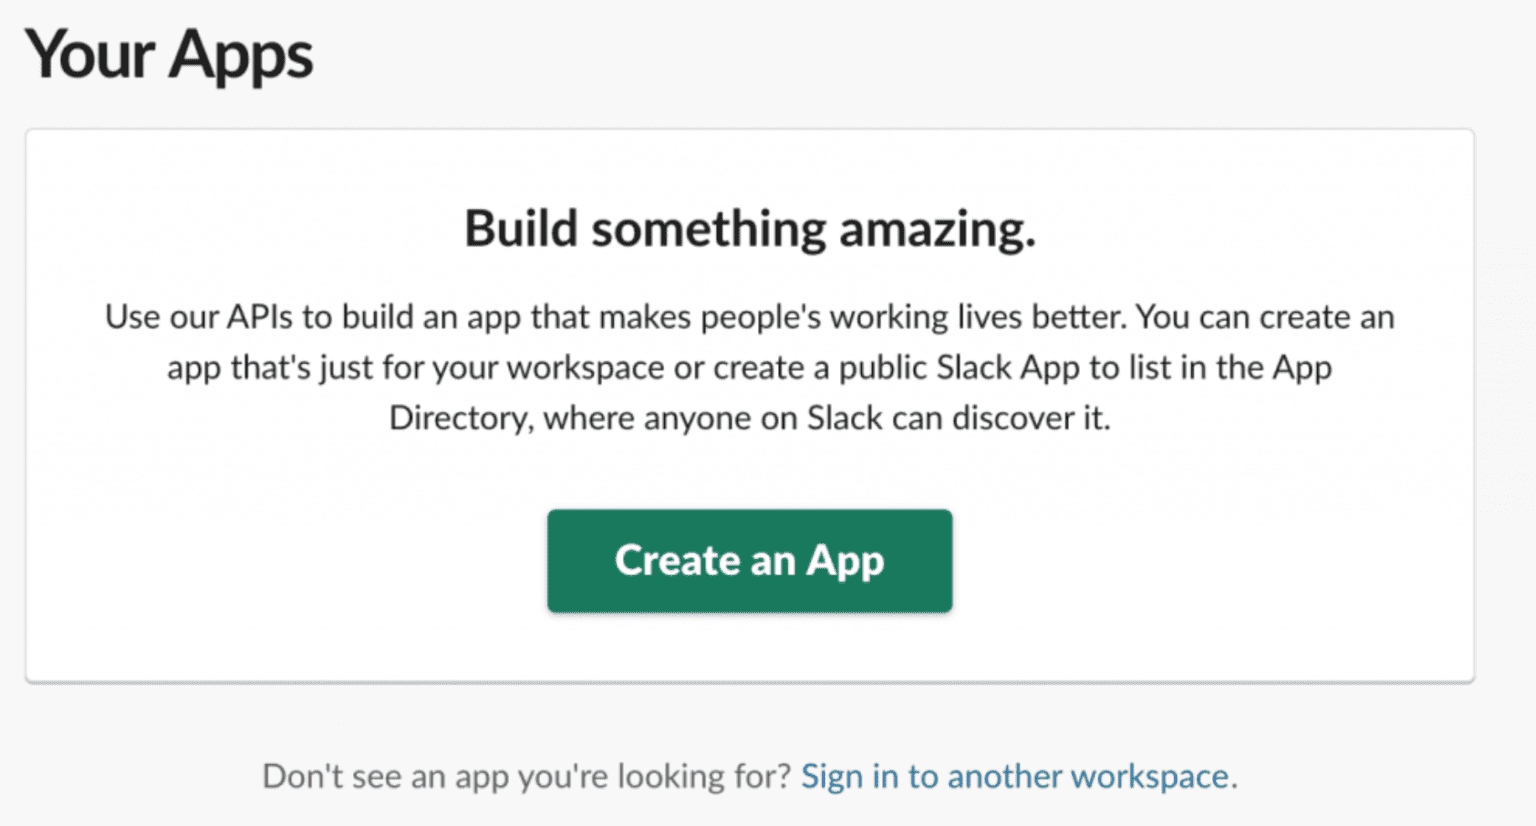 Your Apps
Build something amazing.
Use our APIs to build an app that makes people's working lives better. You can create an
app that's just for your workspace or create a public Slack App to list in the App
Directory, where anyone on Slack can discover it.
Create an App
Don't see an app you're looking for? Sign in to another workspace.